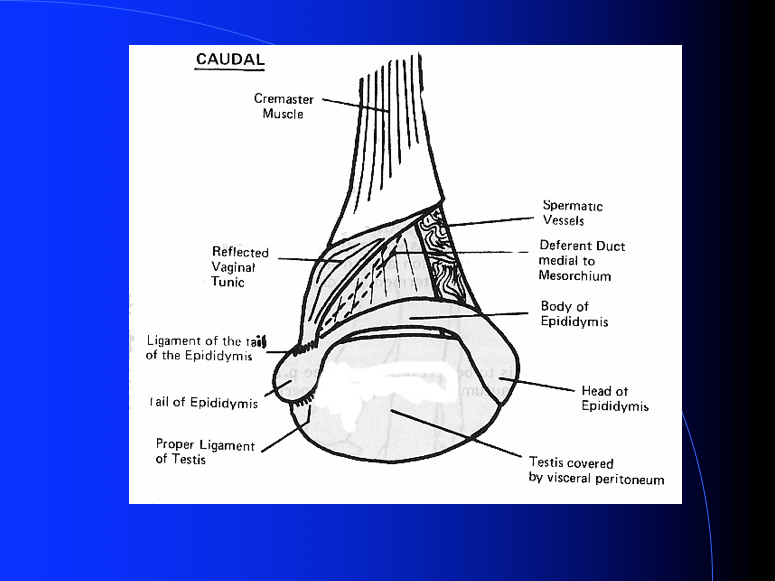 CAUDAL
Cremaster
Muscle
Spermatic
Vessels
Reflected
Vaginal
Tunic
Deferent Duct
medial to
Mesorchium
Body of
Epididymis
Ligament of the tail
of the Epididymis
Tail of Epididymis
Head of
Epididymis
Proper Ligament
of Testis
Testis covered
by visceral peritoneum